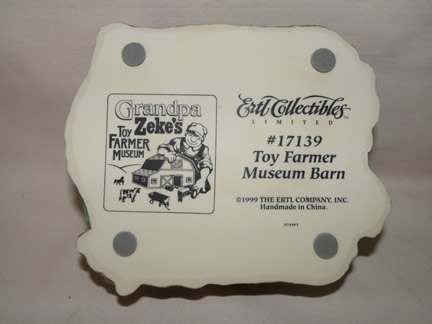 Grandpa
Zeke's
TOY
FARMER
MUSEUM
Ertl Collectibles™
LIMITED
#17139
Toy Farmer
Museum Barn
©1999 THE ERTL COMPANY, INC.
Handmade in China.